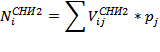 N_i^{СНИ2} = ∑ V_{ij}^{СНИ2} * p_j